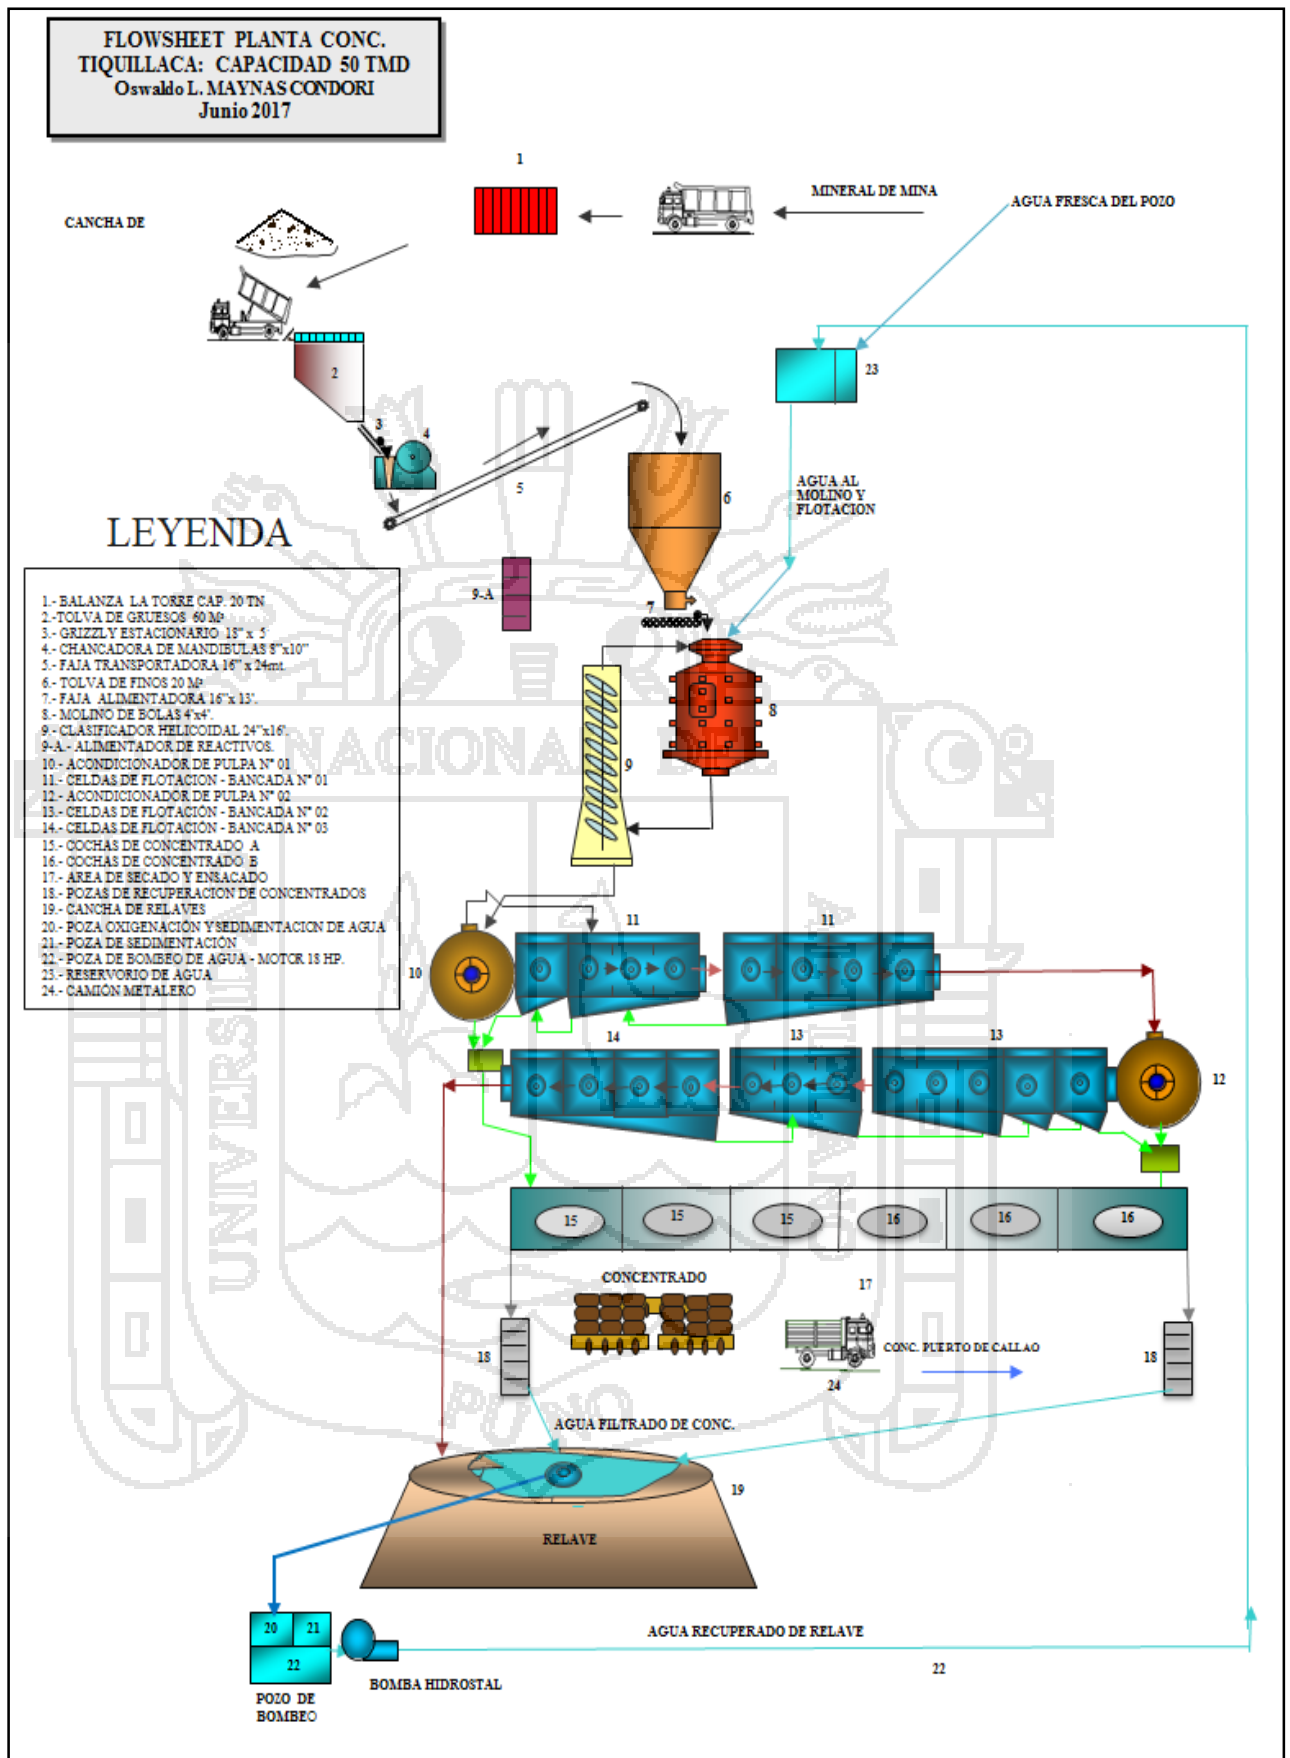 FLOWSHEET PLANTA CONC.
TIQUILLACA: CAPACIDAD 50 TMD
Oswaldo L. MAYNAS CONDORI
Junio 2017
1
MINERAL DE MINA
AGUA FRESCA DEL POZO
CANCHA DE
2
23
3
4
5
6
AGUA AL
MOLINO Y
FLOTACION
LEYENDA
9-A
7
1.- BALANZA LA TORRE CAP. 20 TN
2.-TOLVA DE GRUESOS 60 M³
3.- GRIZZLY ESTACIONARIO 18" x 5'
4.- CHANCADORA DE MANDIBULAS 8"x10"
5.- FAJA TRANSPORTADORA 16" x 24mt.
6.- TOLVA DE FINOS 20 M³
7.- FAJA ALIMENTADORA 16"x 13'.
8.- MOLINO DE BOLAS 4'x4'.
9.- CLASIFICADOR HELICOIDAL 24"x16'.
9-A.- ALIMENTADOR DE REACTIVOS.
10.- ACONDICIONADOR DE PULPA N° 01
11.- CELDAS DE FLOTACION - BANCADA N° 01
12.- ACONDICIONADOR DE PULPA N° 02
13.- CELDAS DE FLOTACIÓN - BANCADA N° 02
14.- CELDAS DE FLOTACIÓN - BANCADA N° 03
15.- COCHAS DE CONCENTRADO A
16.- COCHAS DE CONCENTRADO B
17.- AREA DE SECADO Y ENSACADO
18.- POZAS DE RECUPERACION DE CONCENTRADOS
19.- CANCHA DE RELAVES
20.- POZA OXIGENACIÓN Y SEDIMENTACION DE AGUA
21.- POZA DE SEDIMENTACIÓN
22.- POZA DE BOMBEO DE AGUA - MOTOR 18 HP.
23.- RESERVORIO DE AGUA
24.- CAMIÓN METALERO
8
9
NACIONAL DEL
UNIVERSIDAD
ALTIPLANO
PUNO
11
11
10
14
13
13
12
15
15
15
16
16
16
CONCENTRADO
17
18
CONC. PUERTO DE CALLAO
24
18
AGUA FILTRADO DE CONC.
19
RELAVE
20
21
22
AGUA RECUPERADO DE RELAVE
22
BOMBA HIDROSTAL
POZO DE
BOMBEO